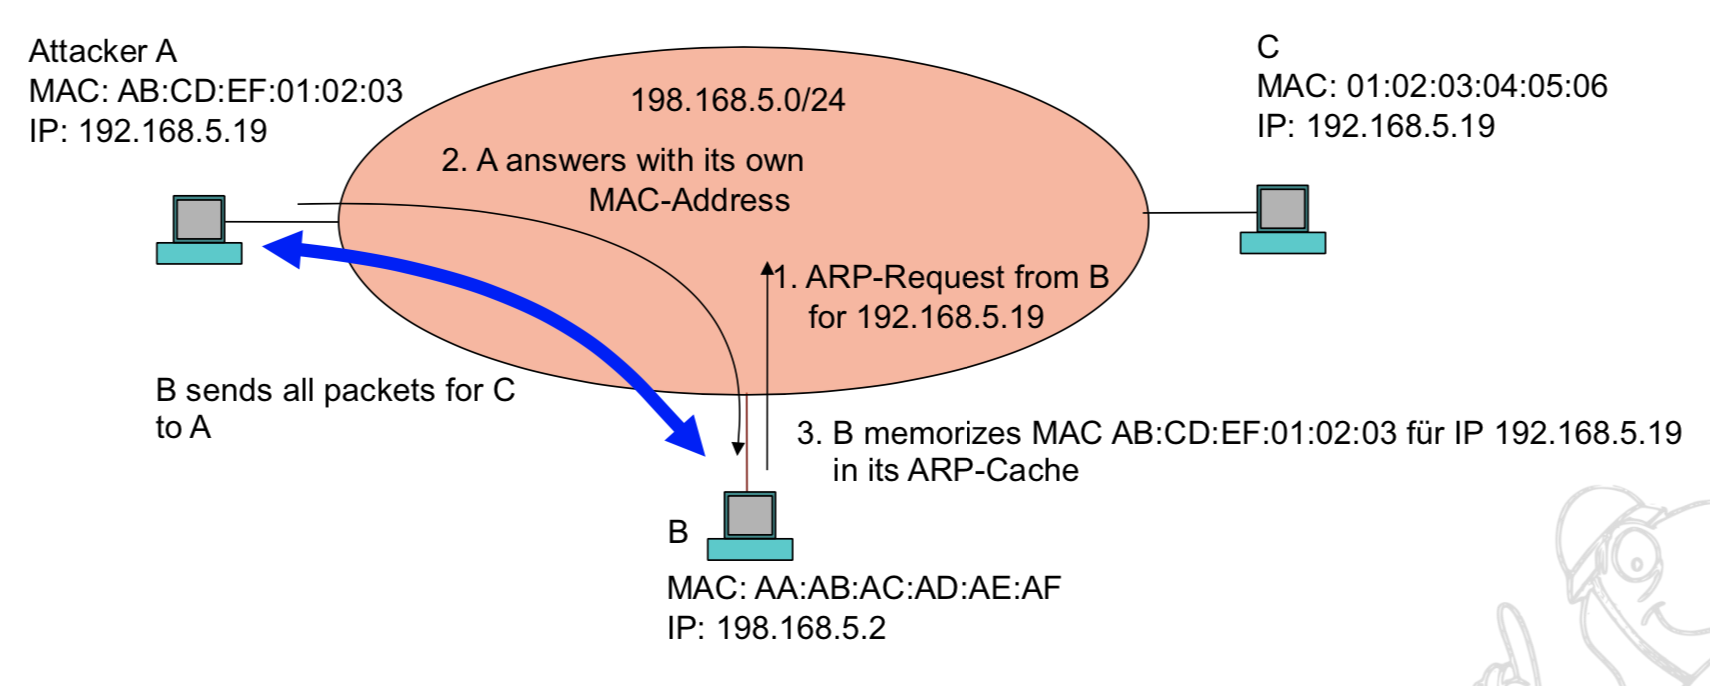 Attacker A
MAC: AB:CD:EF:01:02:03
IP: 192.168.5.19
C
MAC: 01:02:03:04:05:06
IP: 192.168.5.19
198.168.5.0/24
2. A answers with its own
MAC-Address
1. ARP-Request from B
for 192.168.5.19
B sends all packets for C
to A
3. B memorizes MAC AB:CD:EF:01:02:03 für IP 192.168.5.19
in its ARP-Cache
B
MAC: AA:AB:AC:AD:AE:AF
IP: 198.168.5.2